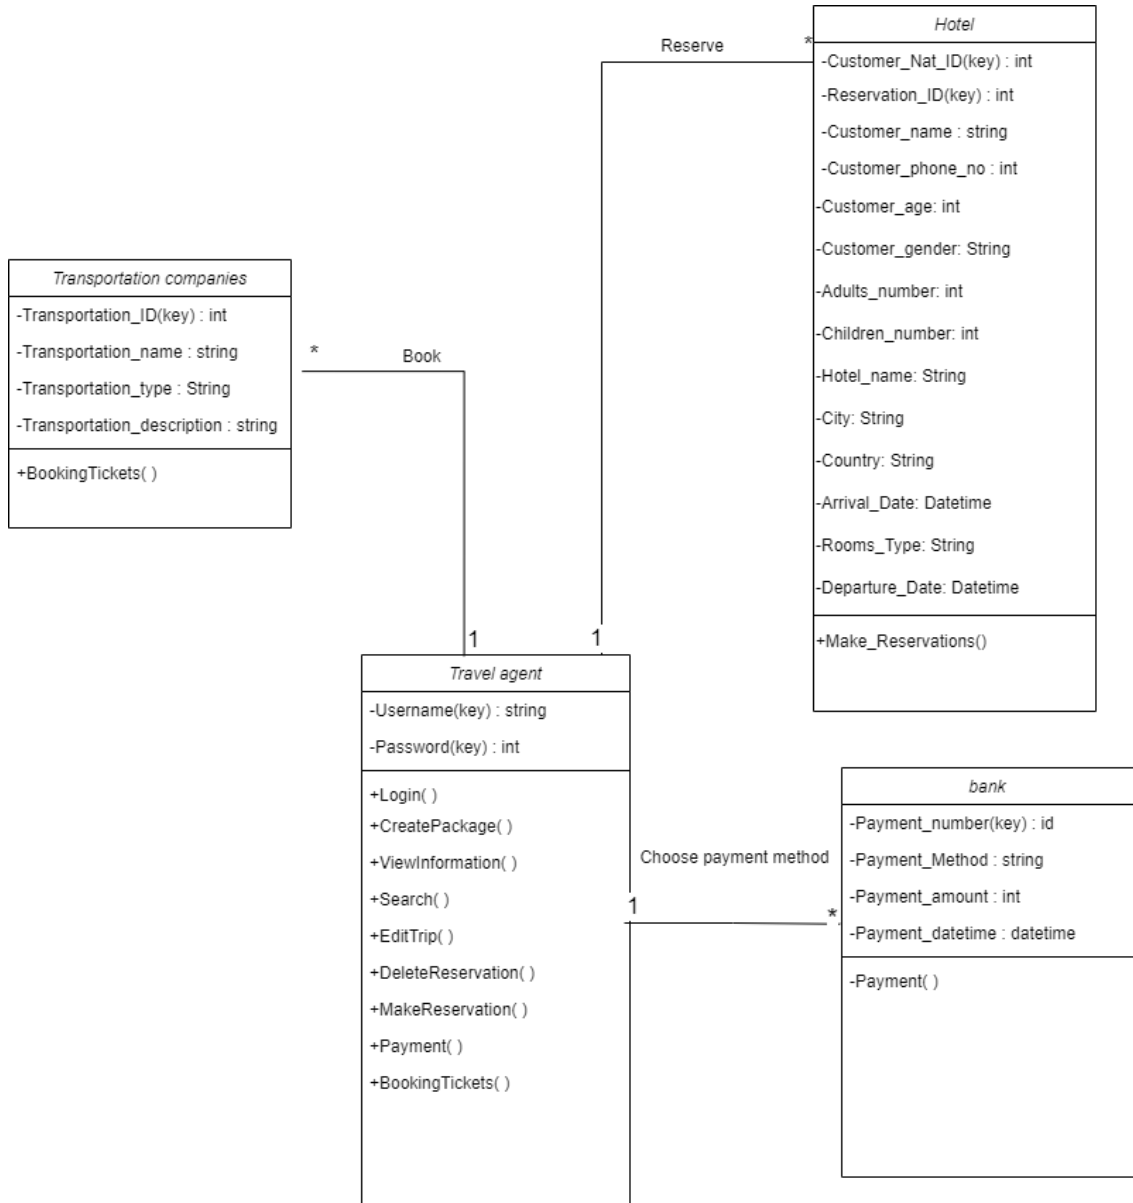 Hotel
-Customer_Nat_ID(key) : int
-Reservation_ID(key) : int
-Customer_name : string
-Customer_phone_no : int
-Customer_age: int
-Customer_gender: String
-Adults_number: int
-Children_number: int
-Hotel_name: String
-City: String
-Country: String
-Arrival_Date: Datetime
-Rooms_Type: String
-Departure_Date: Datetime
+Make_Reservations()
Reserve
*
1
Transportation companies
-Transportation_ID(key) : int
-Transportation_name : string
-Transportation_type : String
-Transportation_description : string
+BookingTickets( )
*
Book
1
Travel agent
-Username(key) : string
-Password(key) : int
+Login( )
+CreatePackage( )
+ViewInformation( )
+Search( )
+EditTrip( )
+DeleteReservation( )
+MakeReservation( )
+Payment( )
+BookingTickets( )
Choose payment method
1
*
bank
-Payment_number(key) : id
-Payment_Method : string
-Payment_amount : int
-Payment_datetime : datetime
-Payment( )